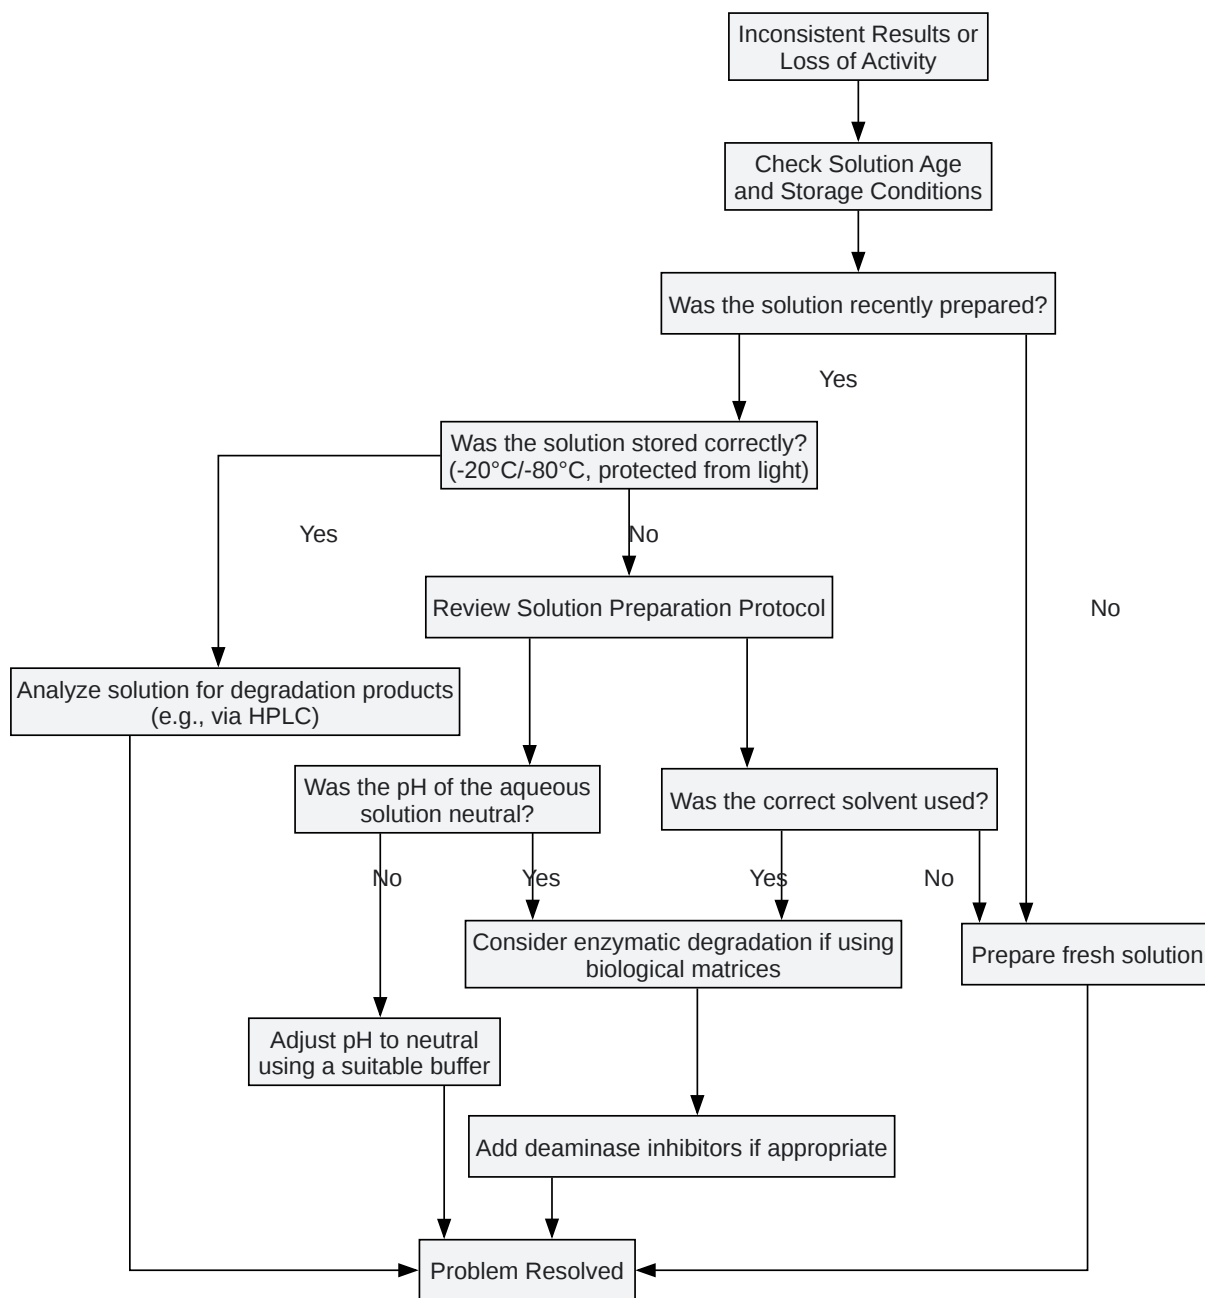 Inconsistent Results or
Loss of Activity
Check Solution Age
and Storage Conditions
Was the solution recently prepared?
Yes
Was the solution stored correctly?
(-20°C/-80°C, protected from light)
Yes
No
Review Solution Preparation Protocol
No
Analyze solution for degradation products
(e.g., via HPLC)
Was the pH of the aqueous
solution neutral?
Was the correct solvent used?
No
Yes
Yes
No
Consider enzymatic degradation if using
biological matrices
Prepare fresh solution
Adjust pH to neutral
using a suitable buffer
Add deaminase inhibitors if appropriate
Problem Resolved